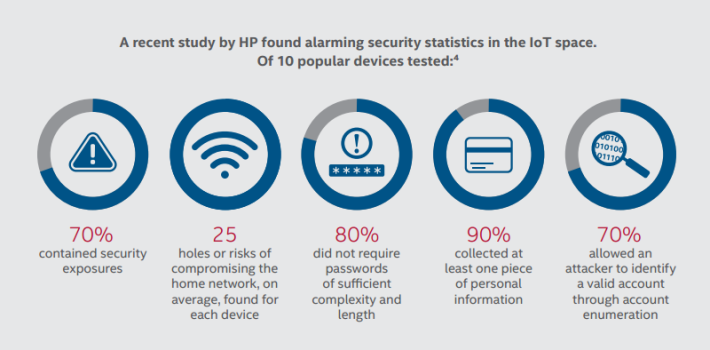 A recent study by HP found alarming security statistics in the IoT space.
Of 10 popular devices tested:⁴
0010
010100
01110
*****
70%
contained security
exposures
25
holes or risks of
compromising the
home network, on
average, found for
each device
80%
did not require
passwords
of sufficient
complexity and
length
90%
collected at
least one piece
of personal
information
70%
allowed an
attacker to identify
a valid account
through account
enumeration